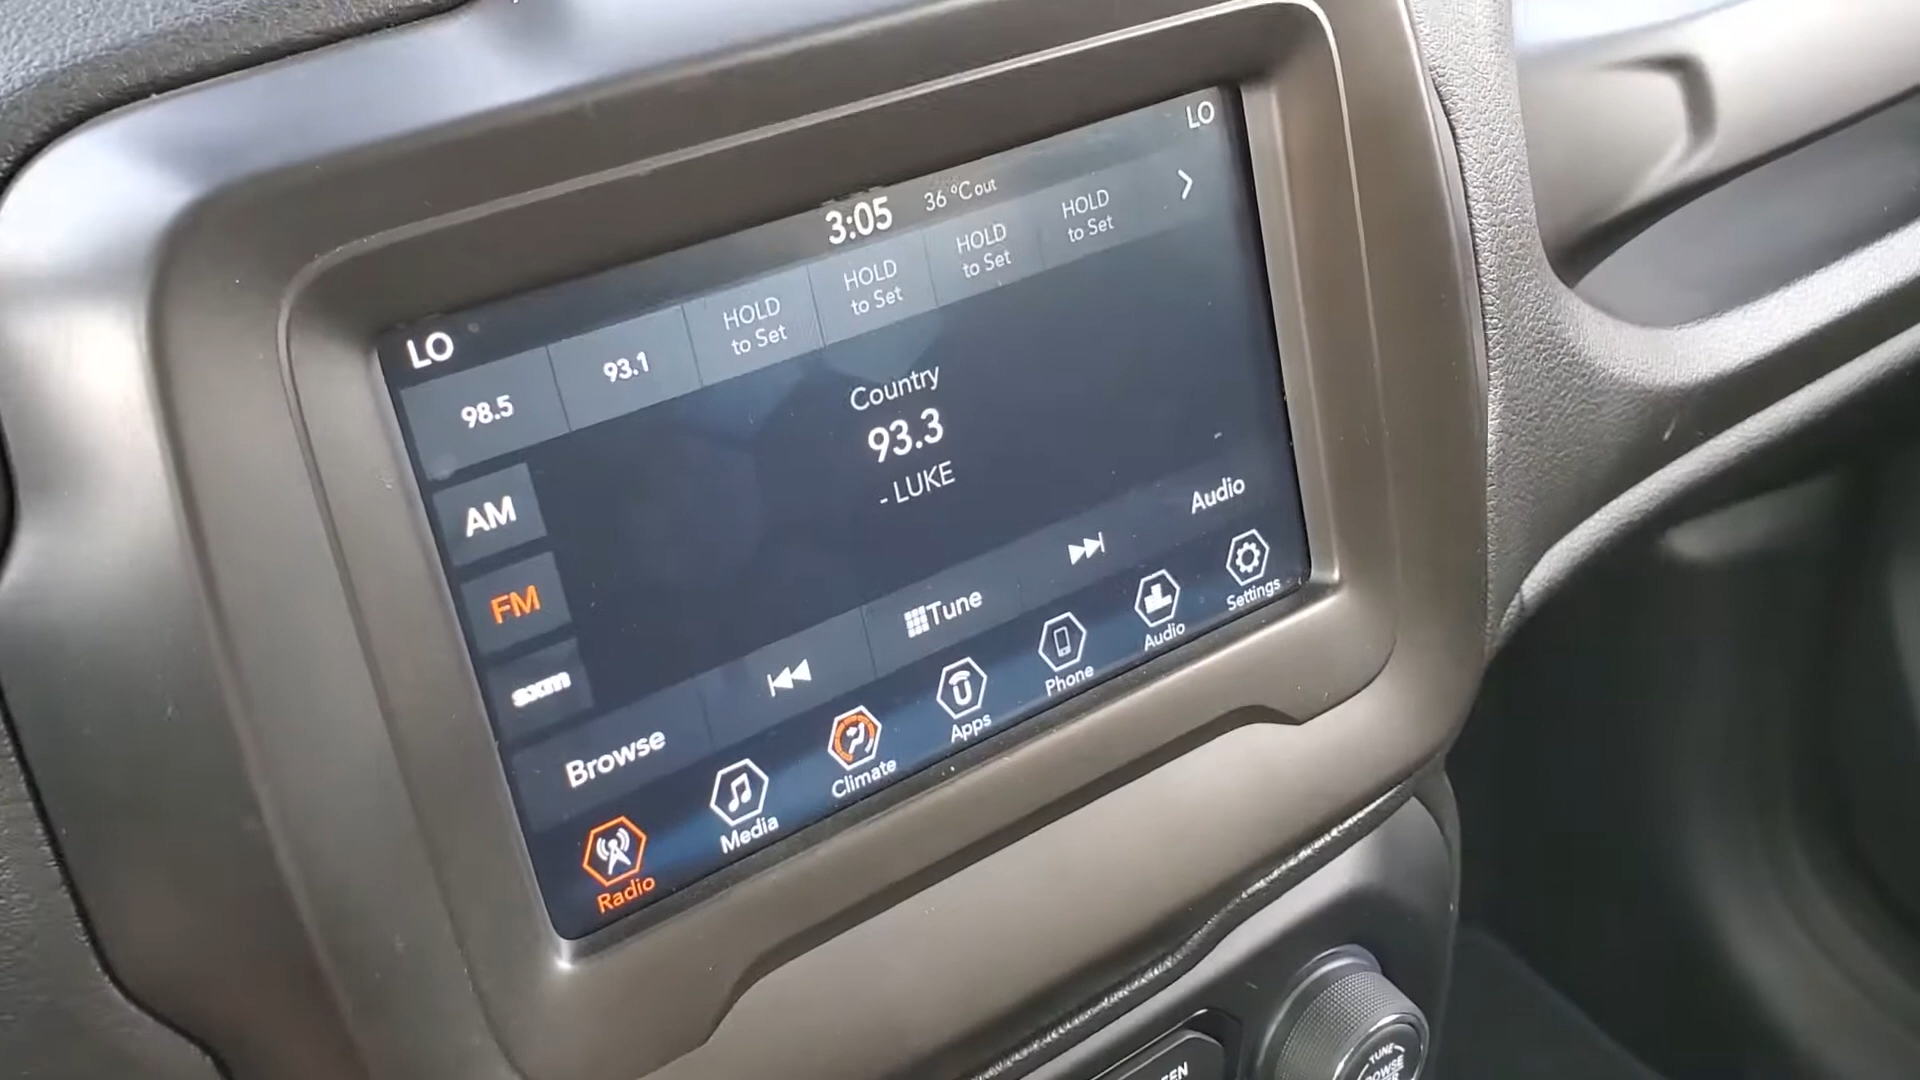 LO
3:05
36 °C out
LO
98.5
93.1
HOLD
to Set
HOLD
to Set
HOLD
to Set
HOLD
to Set
Country
93.3
- LUKE
AM
FM
sxm
Browse
Tune
Audio
Radio
Media
Climate
Apps
Phone
Audio
Settings
TUNE